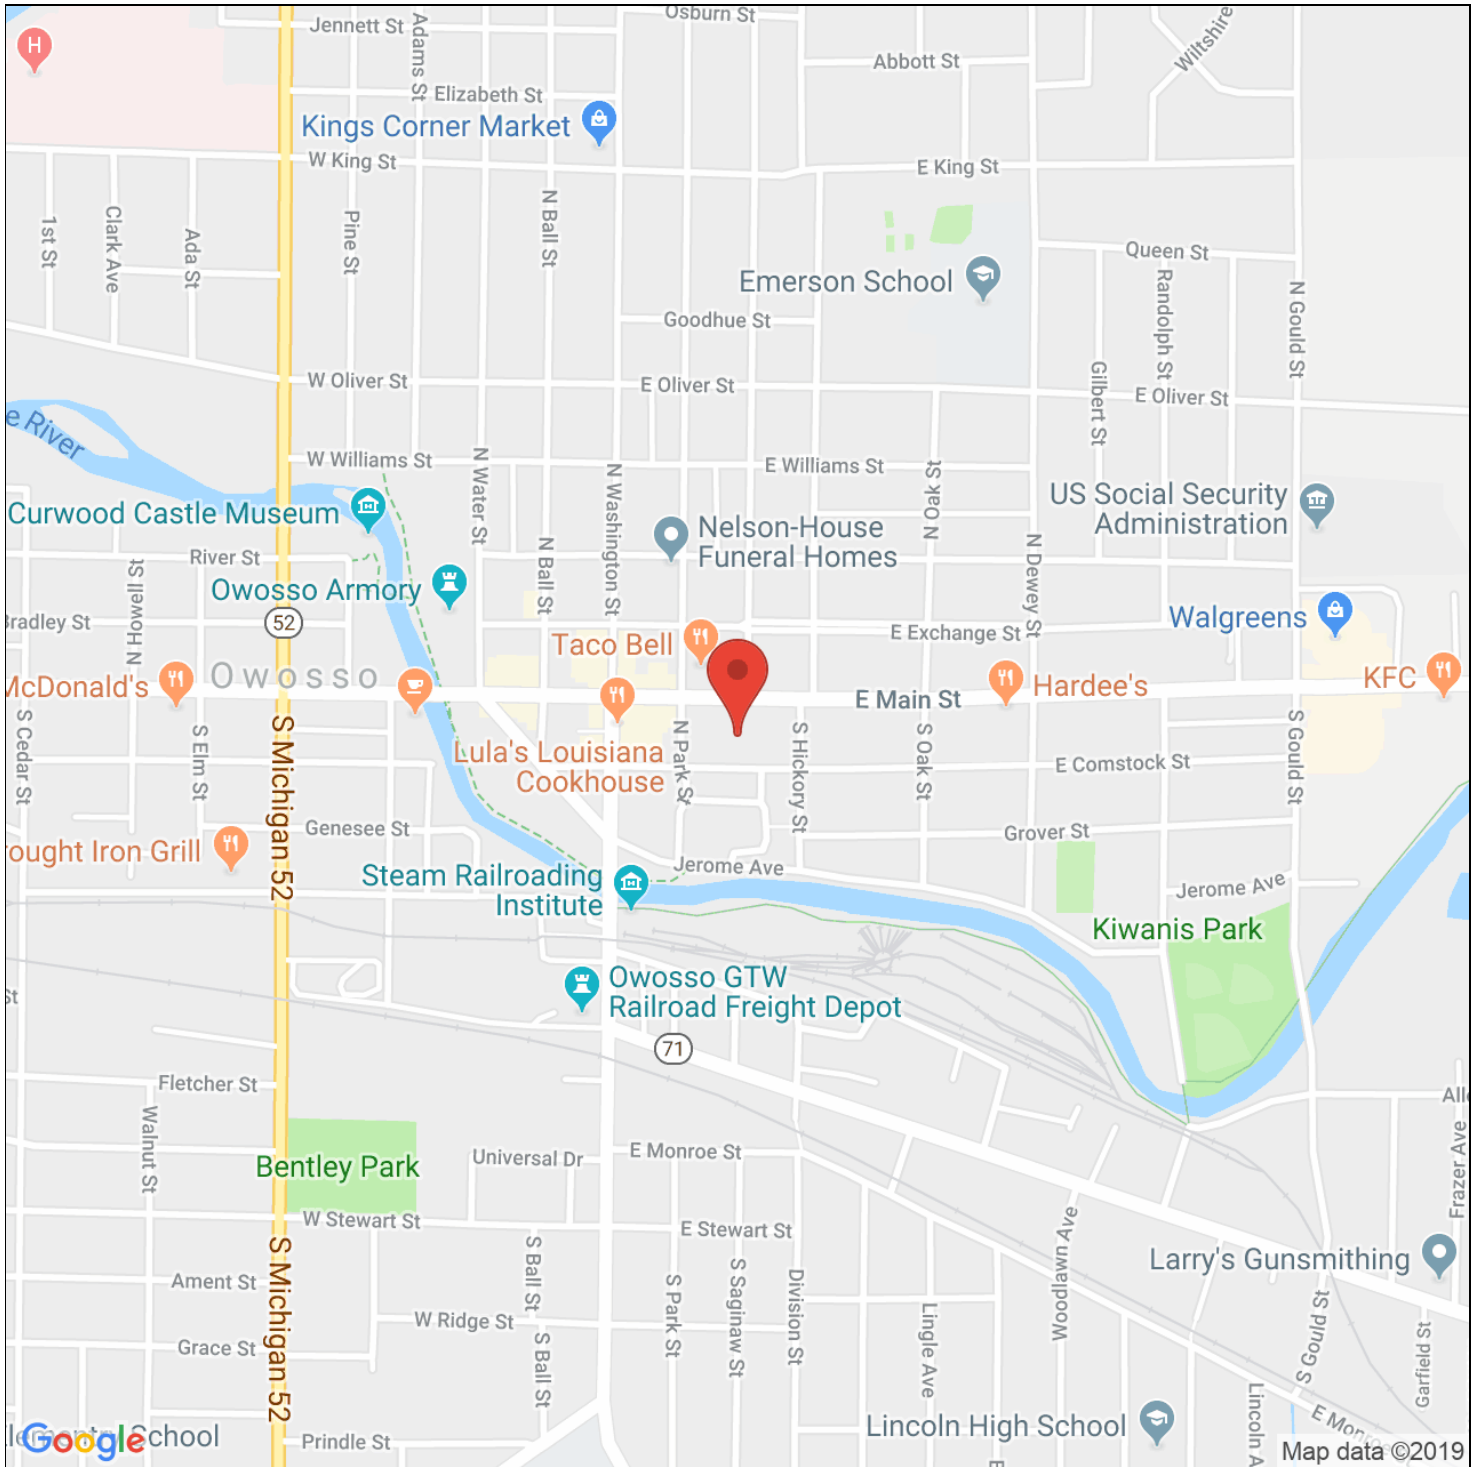 Jennett St
Adams St
Osburn St
Abbott St
Wiltshire
H
Elizabeth St
Kings Corner Market
W King St
E King St
1st St
Clark Ave
Ada St
Pine St
N Ball St
Queen St
Emerson School
Randolph St
N Gould St
Goodhue St
W Oliver St
E Oliver St
Gilbert St
E Oliver St
e River
W Williams St
N Water St
N Washington St
E Williams St
N Oak St
US Social Security
Administration
Curwood Castle Museum
Nelson-House
Funeral Homes
River St
N Ball St
N Dewey St
Owosso Armory
N Howell St
Bradley St
52
Taco Bell
E Exchange St
Walgreens
Owosso
McDonald's
E Main St
Hardee's
KFC
S Cedar St
S Elm St
S Michigan 52
Lula's Louisiana
Cookhouse
N Park St
S Hickory St
S Oak St
E Comstock St
S Gould St
Genesee St
Grover St
rought Iron Grill
Steam Railroading
Institute
Jerome Ave
Jerome Ave
Kiwanis Park
Owosso GTW
Railroad Freight Depot
St
71
Fletcher St
Walnut St
Alle
Frazer Ave
Bentley Park
Universal Dr
E Monroe St
W Stewart St
E Stewart St
S Michigan 52
S Ball St
S Park St
S Saginaw St
Division St
Woodlawn Ave
Larry's Gunsmithing
Ament St
W Ridge St
Lingle Ave
S Gould St
Garfield St
Grace St
S Ball St
Lincoln A
E Monroe
Lincoln High School
lementry School
Google
Prindle St
E
Map data ©2019